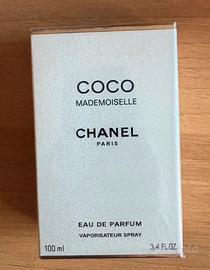 COCO
MADEMOISELLE
CHANEL
PARIS
EAU DE PARFUM
VAPORISATEUR SPRAY
100 ml 3.4 FL.OZ